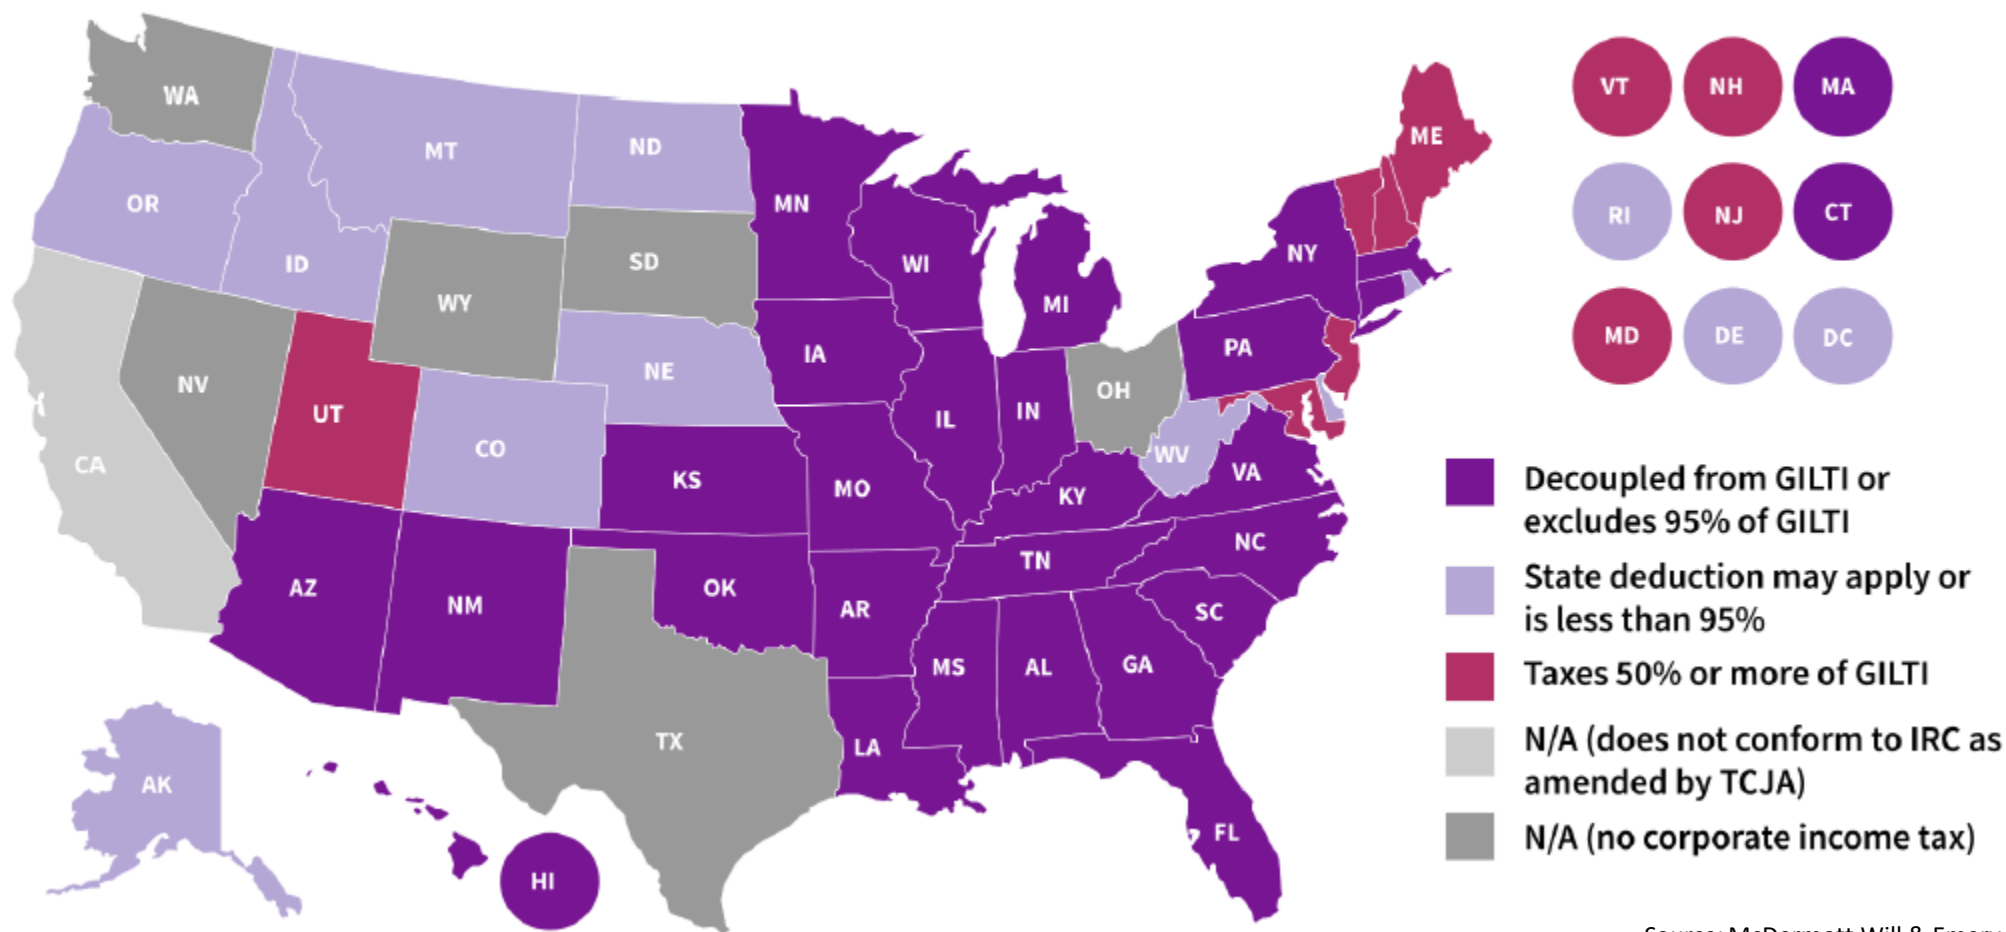 WA
MT
ND
MN
OR
ID
SD
WI
WY
MI
NY
ME
IA
NE
PA
NV
UT
CO
IL
IN
OH
CA
KS
MO
WV
VA
KY
NC
AZ
NM
OK
AR
TN
SC
MS
AL
GA
TX
LA
AK
FL
HI
VT
NH
MA
RI
NJ
CT
MD
DE
DC
Decoupled from GILTI or
excludes 95% of GILTI
State deduction may apply or
is less than 95%
Taxes 50% or more of GILTI
N/A (does not conform to IRC as
amended by TCJA)
N/A (no corporate income tax)
Source: McDermott Will & Emery